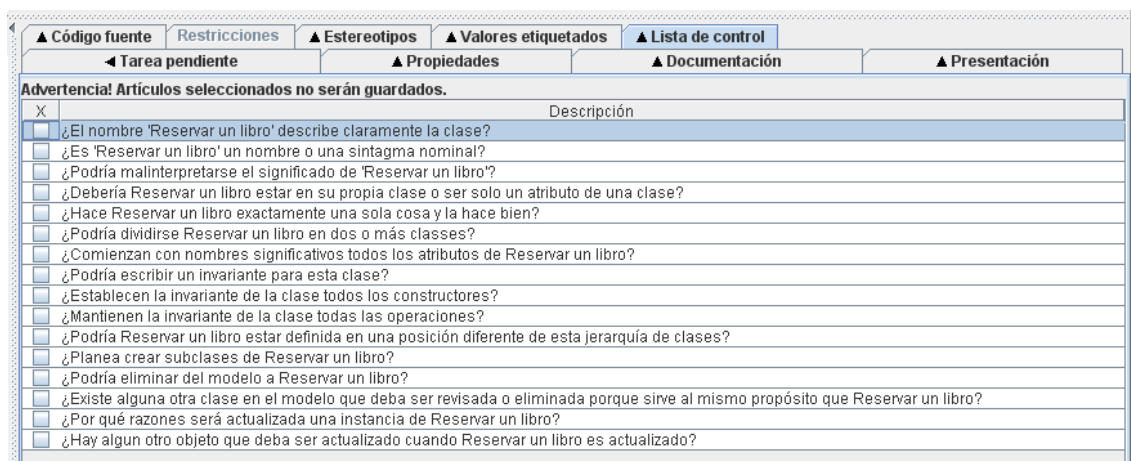 ▲ Código fuente Restricciones ▲ Estereotipos ▲ Valores etiquetados ▲ Lista de control
◄ Tarea pendiente ▲ Propiedades ▲ Documentación ▲ Presentación
Advertencia! Artículos seleccionados no serán guardados.
X Descripción
¿El nombre 'Reservar un libro' describe claramente la clase?
¿Es 'Reservar un libro' un nombre o una sintagma nominal?
¿Podría malinterpretarse el significado de 'Reservar un libro'?
¿Debería Reservar un libro estar en su propia clase o ser solo un atributo de una clase?
¿Hace Reservar un libro exactamente una sola cosa y la hace bien?
¿Podría dividirse Reservar un libro en dos o más classes?
¿Comienzan con nombres significativos todos los atributos de Reservar un libro?
¿Podría escribir un invariante para esta clase?
¿Establecen la invariante de la clase todos los constructores?
¿Mantienen la invariante de la clase todas las operaciones?
¿Podría Reservar un libro estar definida en una posición diferente de esta jerarquía de clases?
¿Planea crear subclases de Reservar un libro?
¿Podría eliminar del modelo a Reservar un libro?
¿Existe alguna otra clase en el modelo que deba ser revisada o eliminada porque sirve al mismo propósito que Reservar un libro?
¿Por qué razones será actualizada una instancia de Reservar un libro?
¿Hay algun otro objeto que deba ser actualizado cuando Reservar un libro es actualizado?